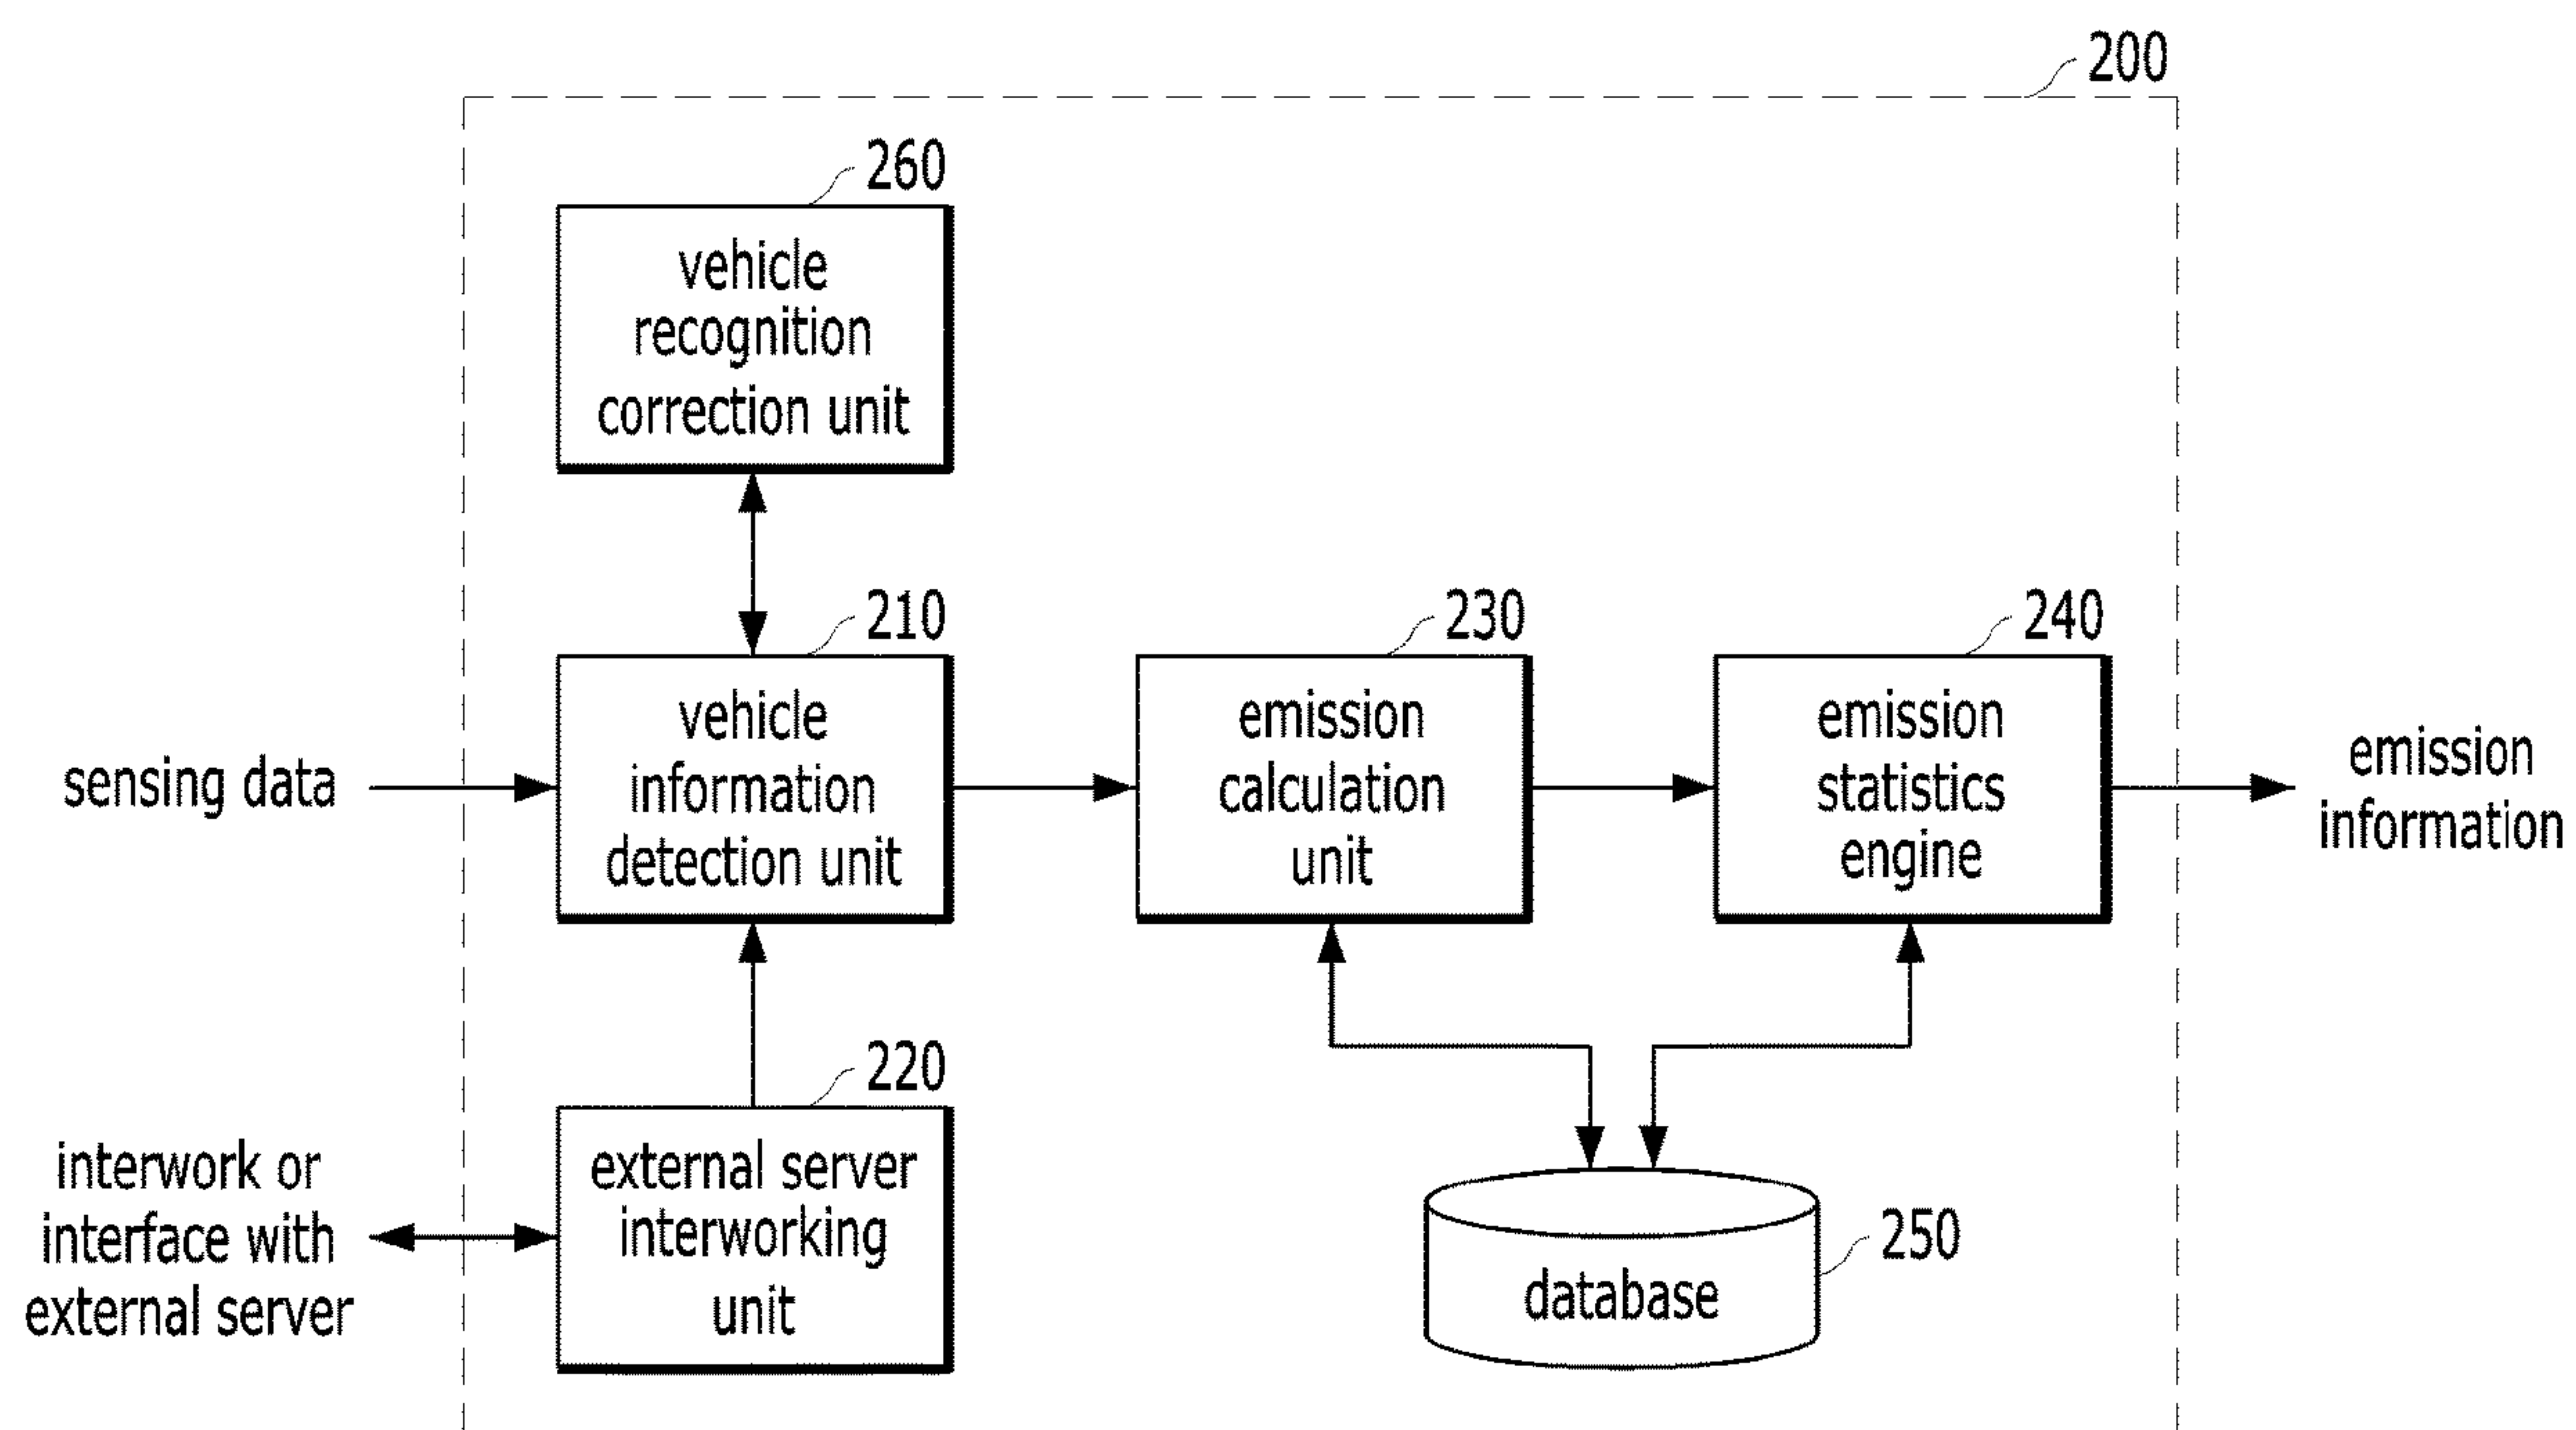 200
260
vehicle
recognition
correction unit
210
vehicle
information
detection unit
230
emission
calculation
unit
240
emission
statistics
engine
sensing data
emission
information
220
external server
interworking
unit
interwork or
interface with
external server
250
database